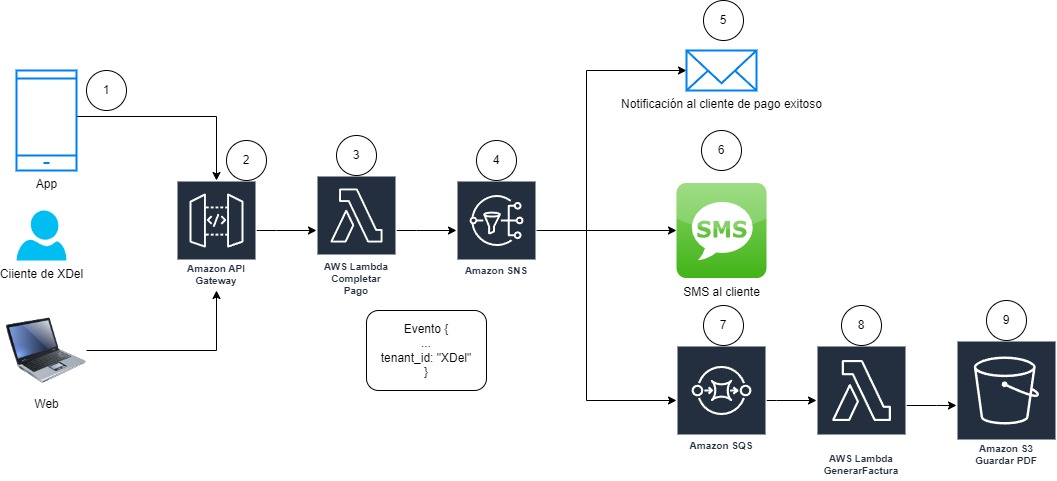 1
App
Ciiente de XDel
Web
2
Amazon API
Gateway
3
AWS Lambda
Completar
Pago
Evento {
...
tenant_id: "XDel"
}
4
Amazon SNS
5
Notificación al cliente de pago exitoso
6
SMS
SMS al cliente
7
Amazon SQS
8
AWS Lambda
GenerarFactura
9
Amazon S3
Guardar PDF